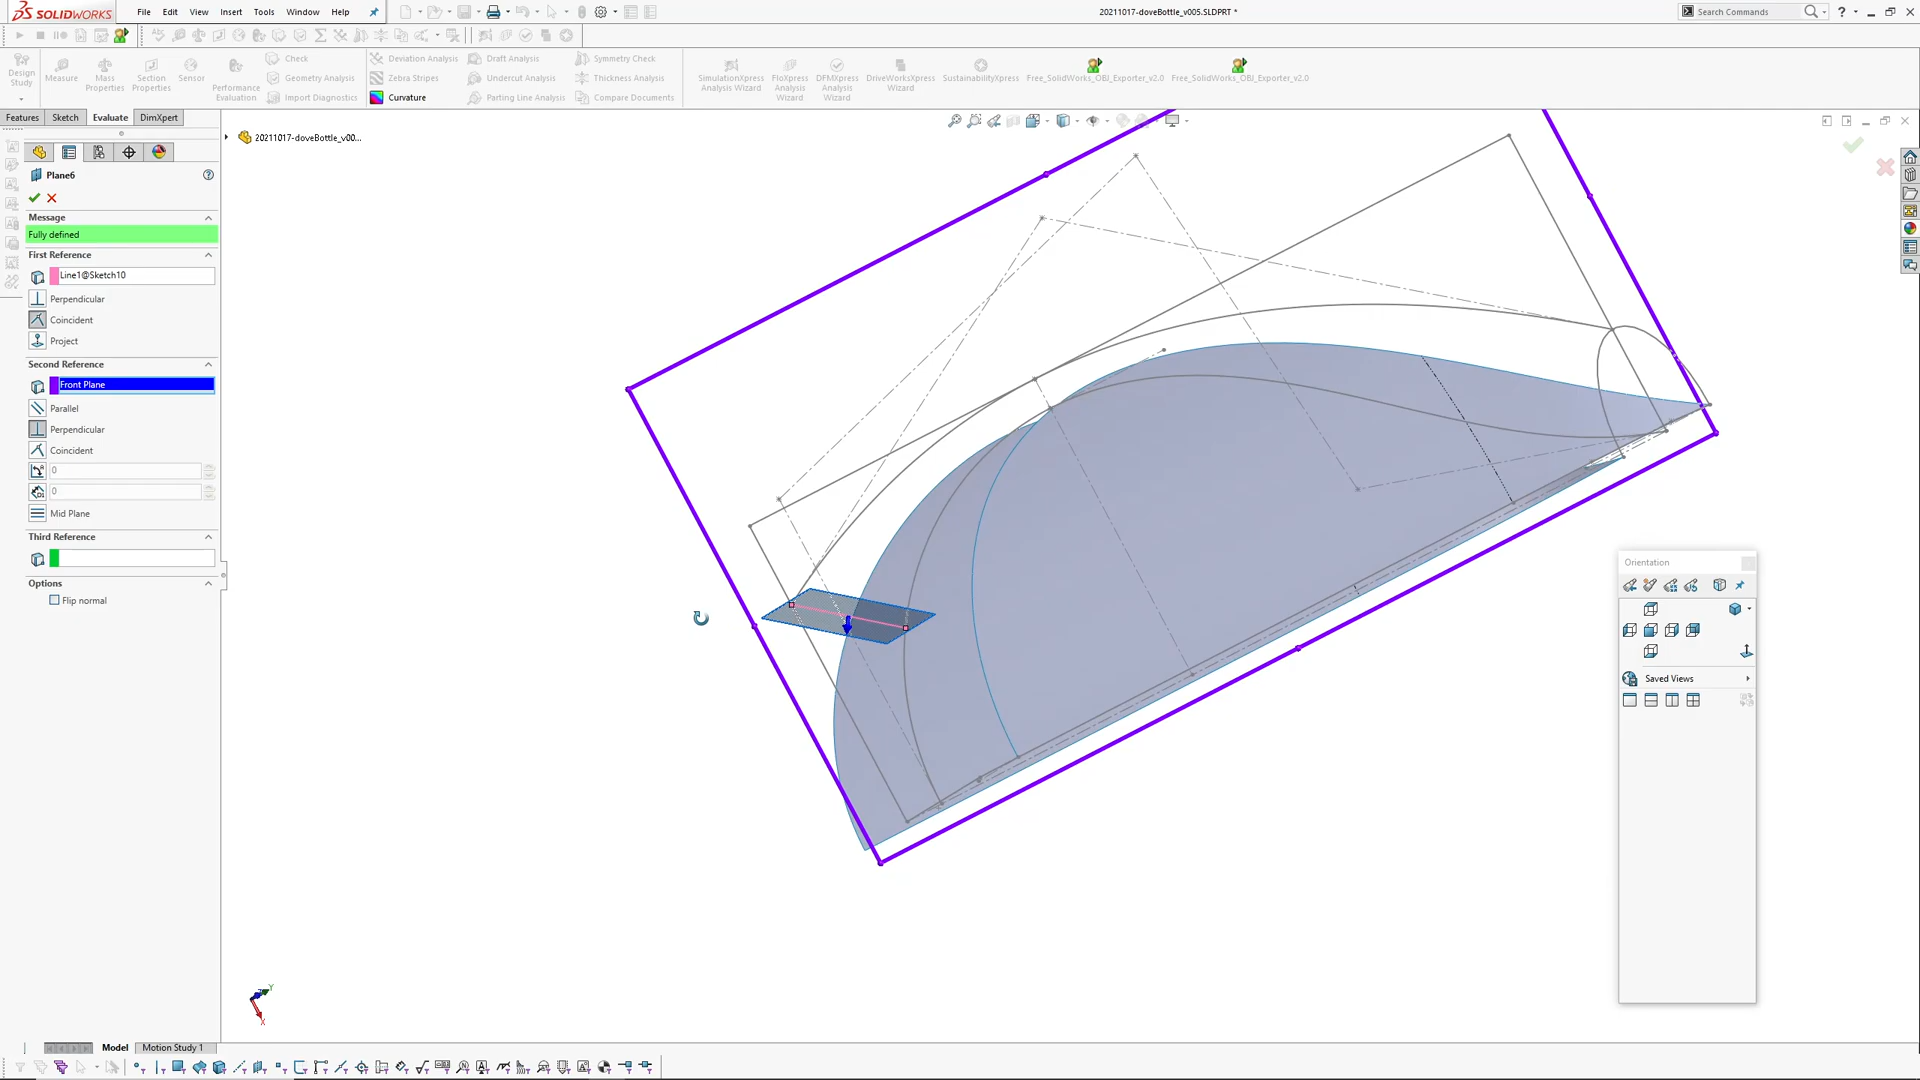 SOLIDWORKS File Edit View Insert Tools Window Help 20211017-doveBottle_v005.SLDPRT * Search Commands
Design Study
Measure
Mass Properties
Section Properties
Sensor
Performance Evaluation
Check
Geometry Analysis
Import Diagnostics
Deviation Analysis
Zebra Stripes
Curvature
Draft Analysis
Undercut Analysis
Parting Line Analysis
Symmetry Check
Thickness Analysis
Compare Documents
SimulationXpress Analysis Wizard
FloXpress Analysis Wizard
DFMXpress Analysis Wizard
DriveWorksXpress Wizard
SustainabilityXpress
Free_SolidWorks_OBJ_Exporter_v2.0
Free_SolidWorks_OBJ_Exporter_v2.0
Features Sketch Evaluate DimXpert
20211017-doveBottle_v00...
Plane6
Message
Fully defined
First Reference
Line1@Sketch10
Perpendicular
Coincident
Project
Second Reference
Front Plane
Parallel
Perpendicular
Coincident
0
0
Mid Plane
Third Reference
Options
Flip normal
Orientation
Saved Views
Y
X
Model Motion Study 1